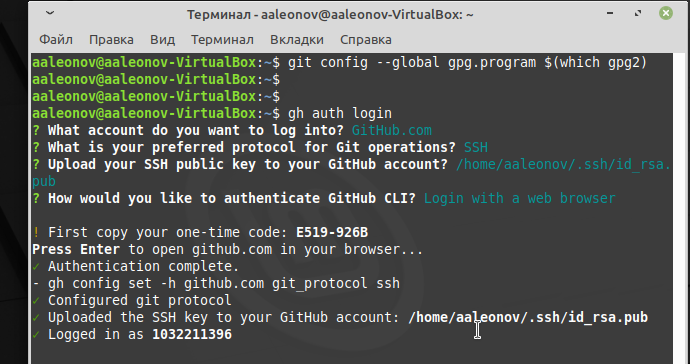 Терминал - aaleonov@aaleonov-VirtualBox: ~
Файл Правка Вид Терминал Вкладки Справка
aaleonov@aaleonov-VirtualBox:~$ git config --global gpg.program $(which gpg2)
aaleonov@aaleonov-VirtualBox:~$
aaleonov@aaleonov-VirtualBox:~$
aaleonov@aaleonov-VirtualBox:~$ gh auth login
? What account do you want to log into? GitHub.com
? What is your preferred protocol for Git operations? SSH
? Upload your SSH public key to your GitHub account? /home/aaleonov/.ssh/id_rsa.
pub
? How would you like to authenticate GitHub CLI? Login with a web browser
! First copy your one-time code: E519-926B
Press Enter to open github.com in your browser...
✓ Authentication complete.
- gh config set -h github.com git_protocol ssh
✓ Configured git protocol
✓ Uploaded the SSH key to your GitHub account: /home/aaleonov/.ssh/id_rsa.pub
✓ Logged in as 1032211396